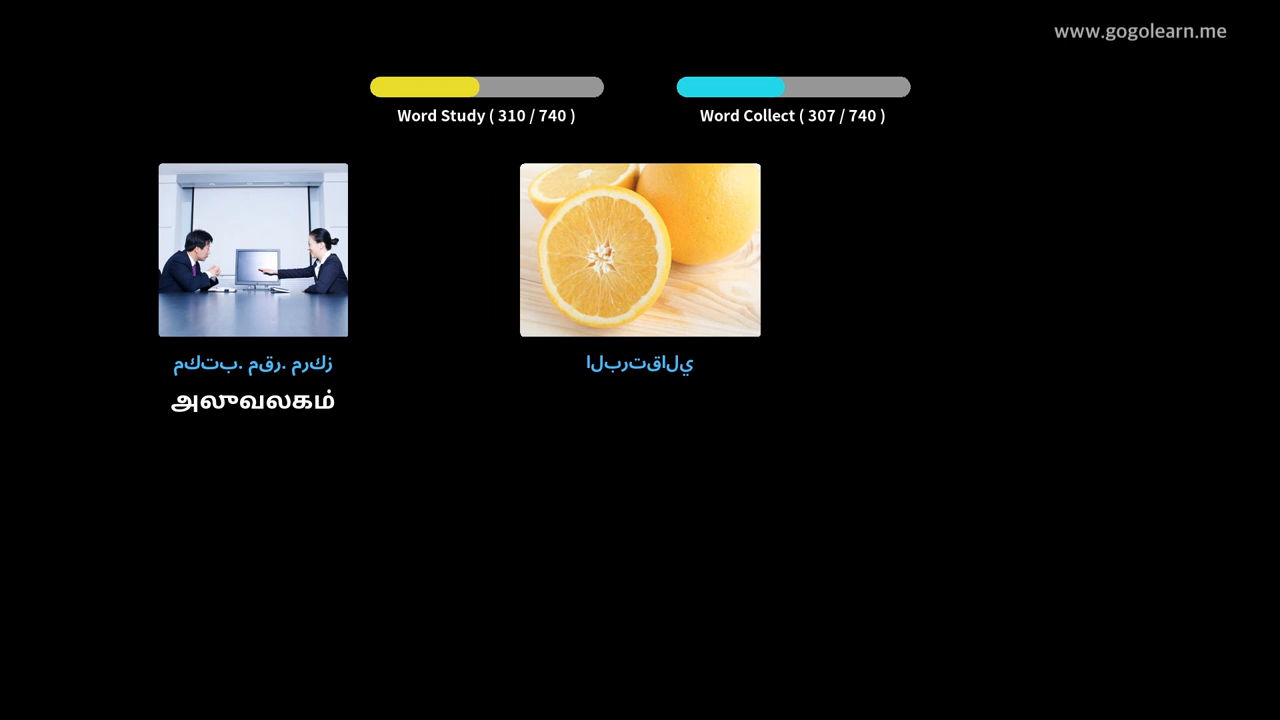 www.gogolearn.me
Word Study ( 310 / 740 )
Word Collect ( 307 / 740 )
مكتب. مقر. مركز
அலுவலகம்
البرتقالي